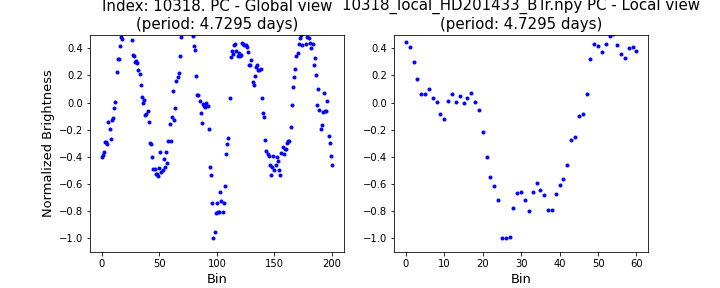 Index: 10318. PC - Global view
(period: 4.7295 days)
10318_local_HD201433_BTr.npy PC - Local view
(period: 4.7295 days)
Normalized Brightness
0.4
0.2
0.0
−0.2
−0.4
−0.6
−0.8
−1.0
0 50 100 150 200
Bin
0.4
0.2
0.0
−0.2
−0.4
−0.6
−0.8
−1.0
0 10 20 30 40 50 60
Bin